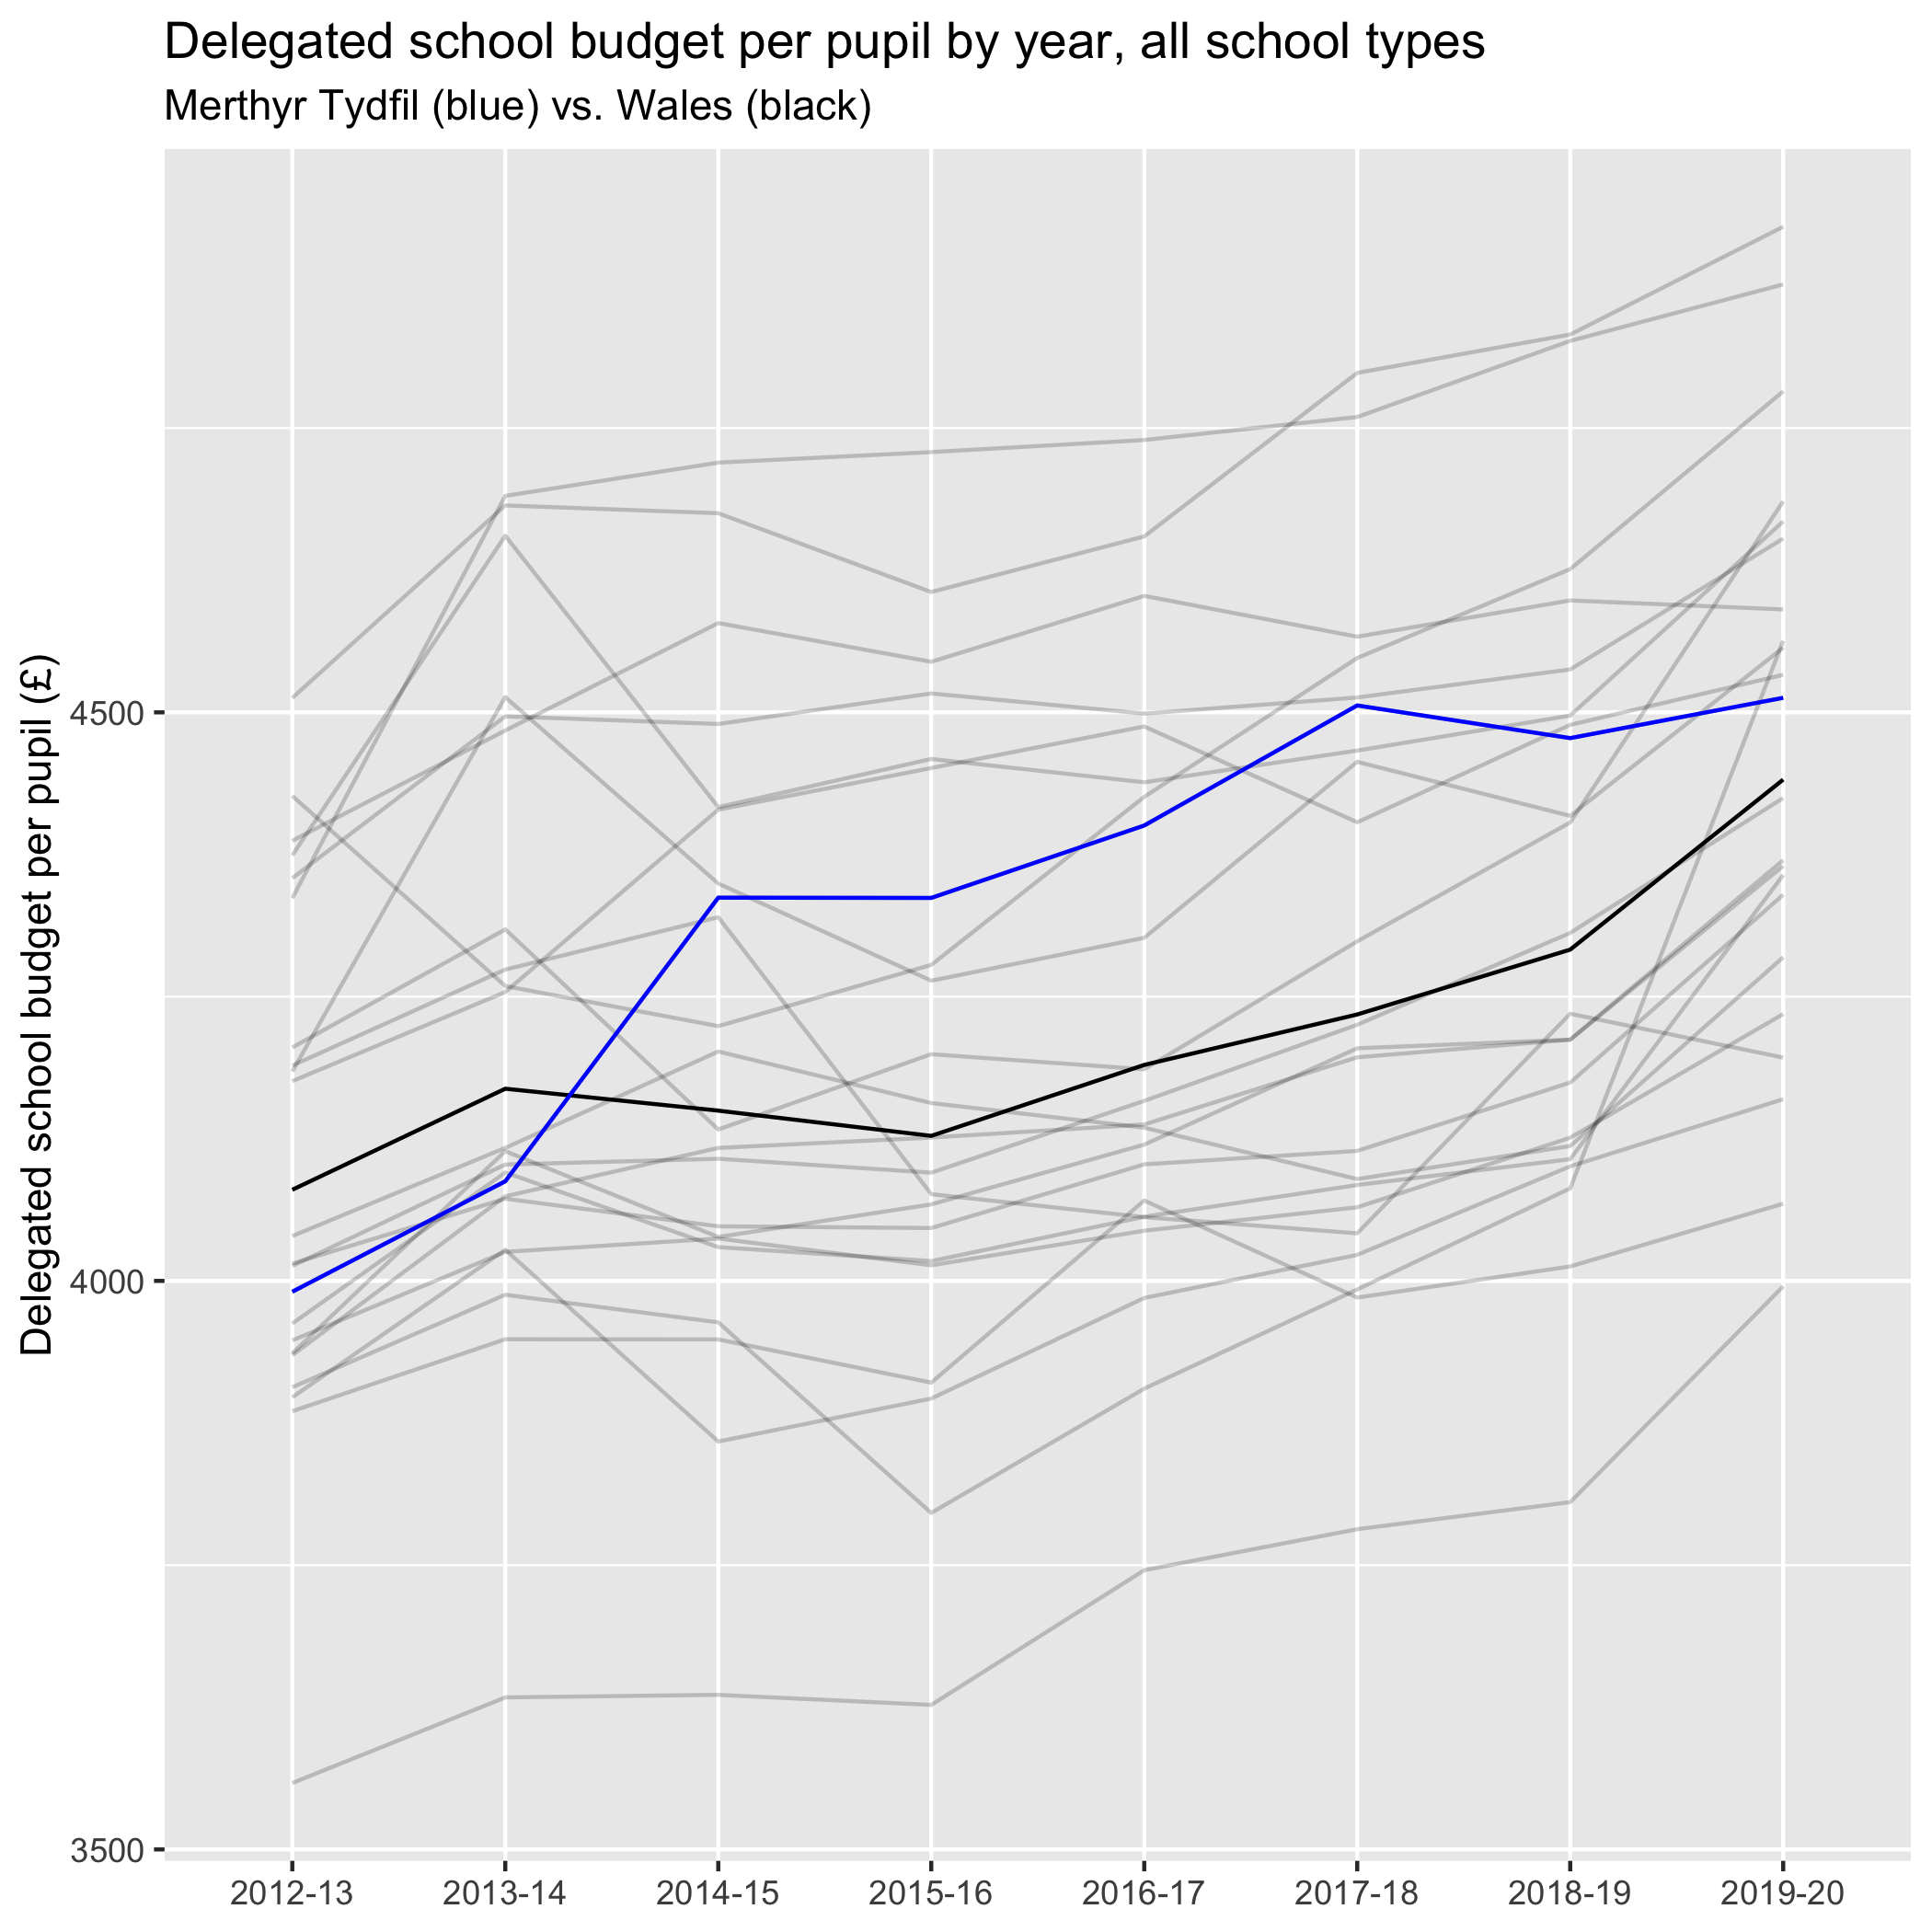 Delegated school budget per pupil by year, all school types
Merthyr Tydfil (blue) vs. Wales (black)
Delegated school budget per pupil (£)
4500
4000
3500
2012-13 2013-14 2014-15 2015-16 2016-17 2017-18 2018-19 2019-20